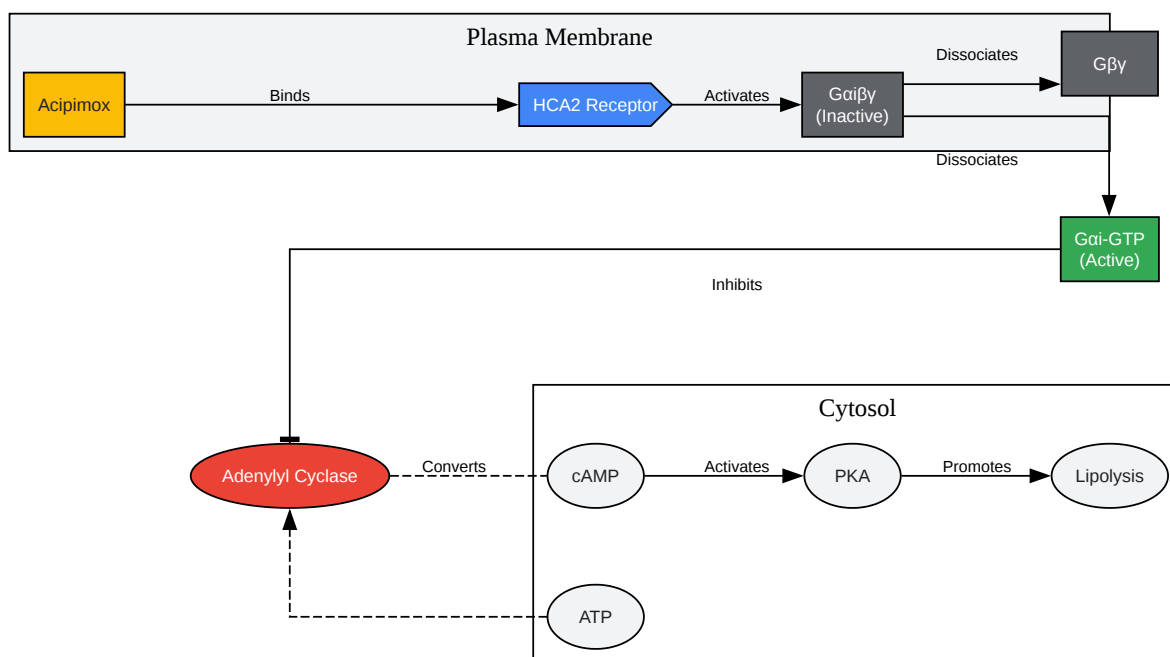 Plasma Membrane
Acipimox
Binds
HCA2 Receptor
Activates
Gαiβγ
(Inactive)
Dissociates
Gβγ
Dissociates
Gαi-GTP
(Active)
Inhibits
Cytosol
Adenylyl Cyclase
Converts
cAMP
Activates
PKA
Promotes
Lipolysis
ATP